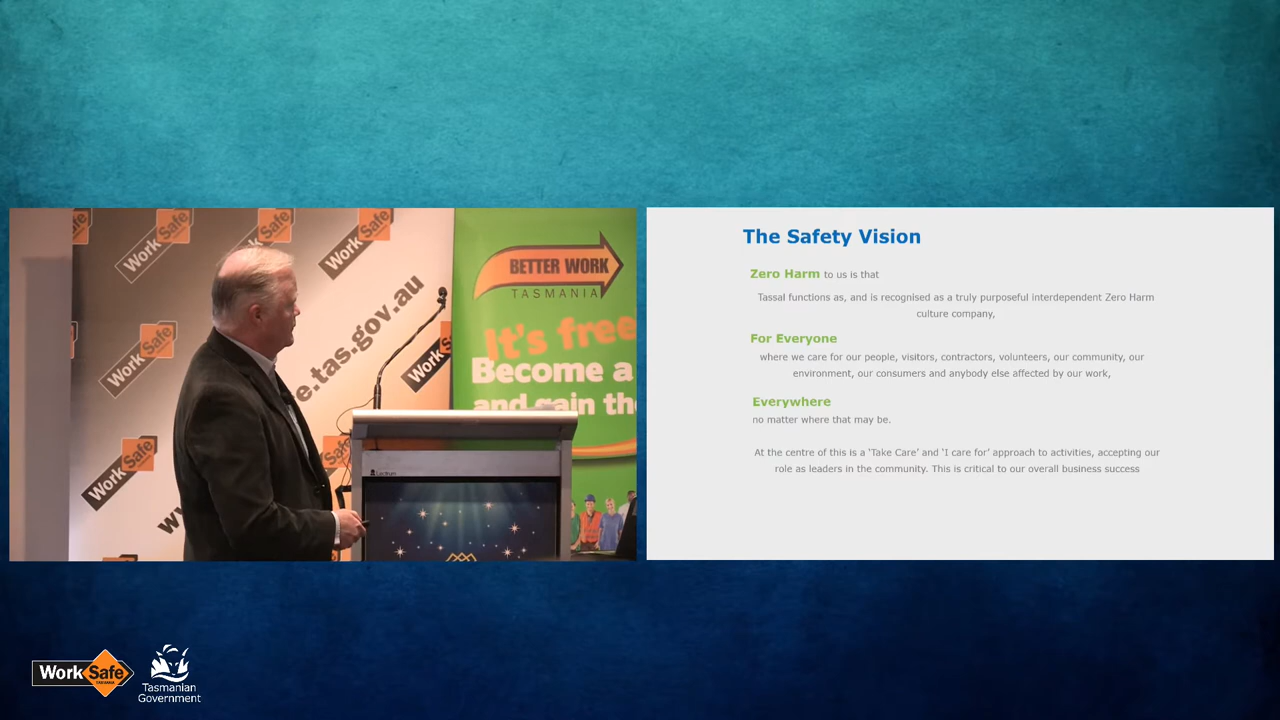 Work Safe
Work Safe
Work Safe
Work Safe
Work Safe
Work Safe
e.tas.gov.au
BETTER WORK
TASMANIA
It's free
Become a
and gain the
Lectrum
The Safety Vision
Zero Harm to us is that
Tassal functions as, and is recognised as a truly purposeful interdependent Zero Harm
culture company,
For Everyone
where we care for our people, visitors, contractors, volunteers, our community, our
environment, our consumers and anybody else affected by our work,
Everywhere
no matter where that may be.
At the centre of this is a ‘Take Care’ and ‘I care for’ approach to activities, accepting our
role as leaders in the community. This is critical to our overall business success
Work Safe
TASMANIA
Tasmanian
Government